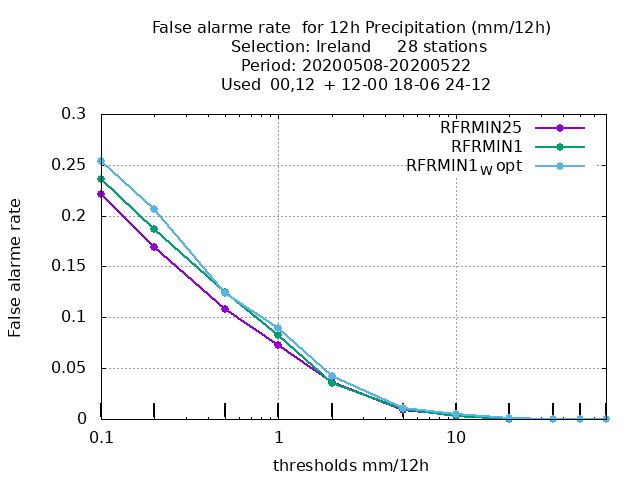 False alarme rate  for 12h Precipitation (mm/12h)
Selection: Ireland     28 stations
Period: 20200508-20200522
Used  00,12  + 12-00 18-06 24-12
RFRMIN25
RFRMIN1
RFRMIN1W opt
False alarme rate
0.3
0.25
0.2
0.15
0.1
0.05
0
0.1 1 10
thresholds mm/12h